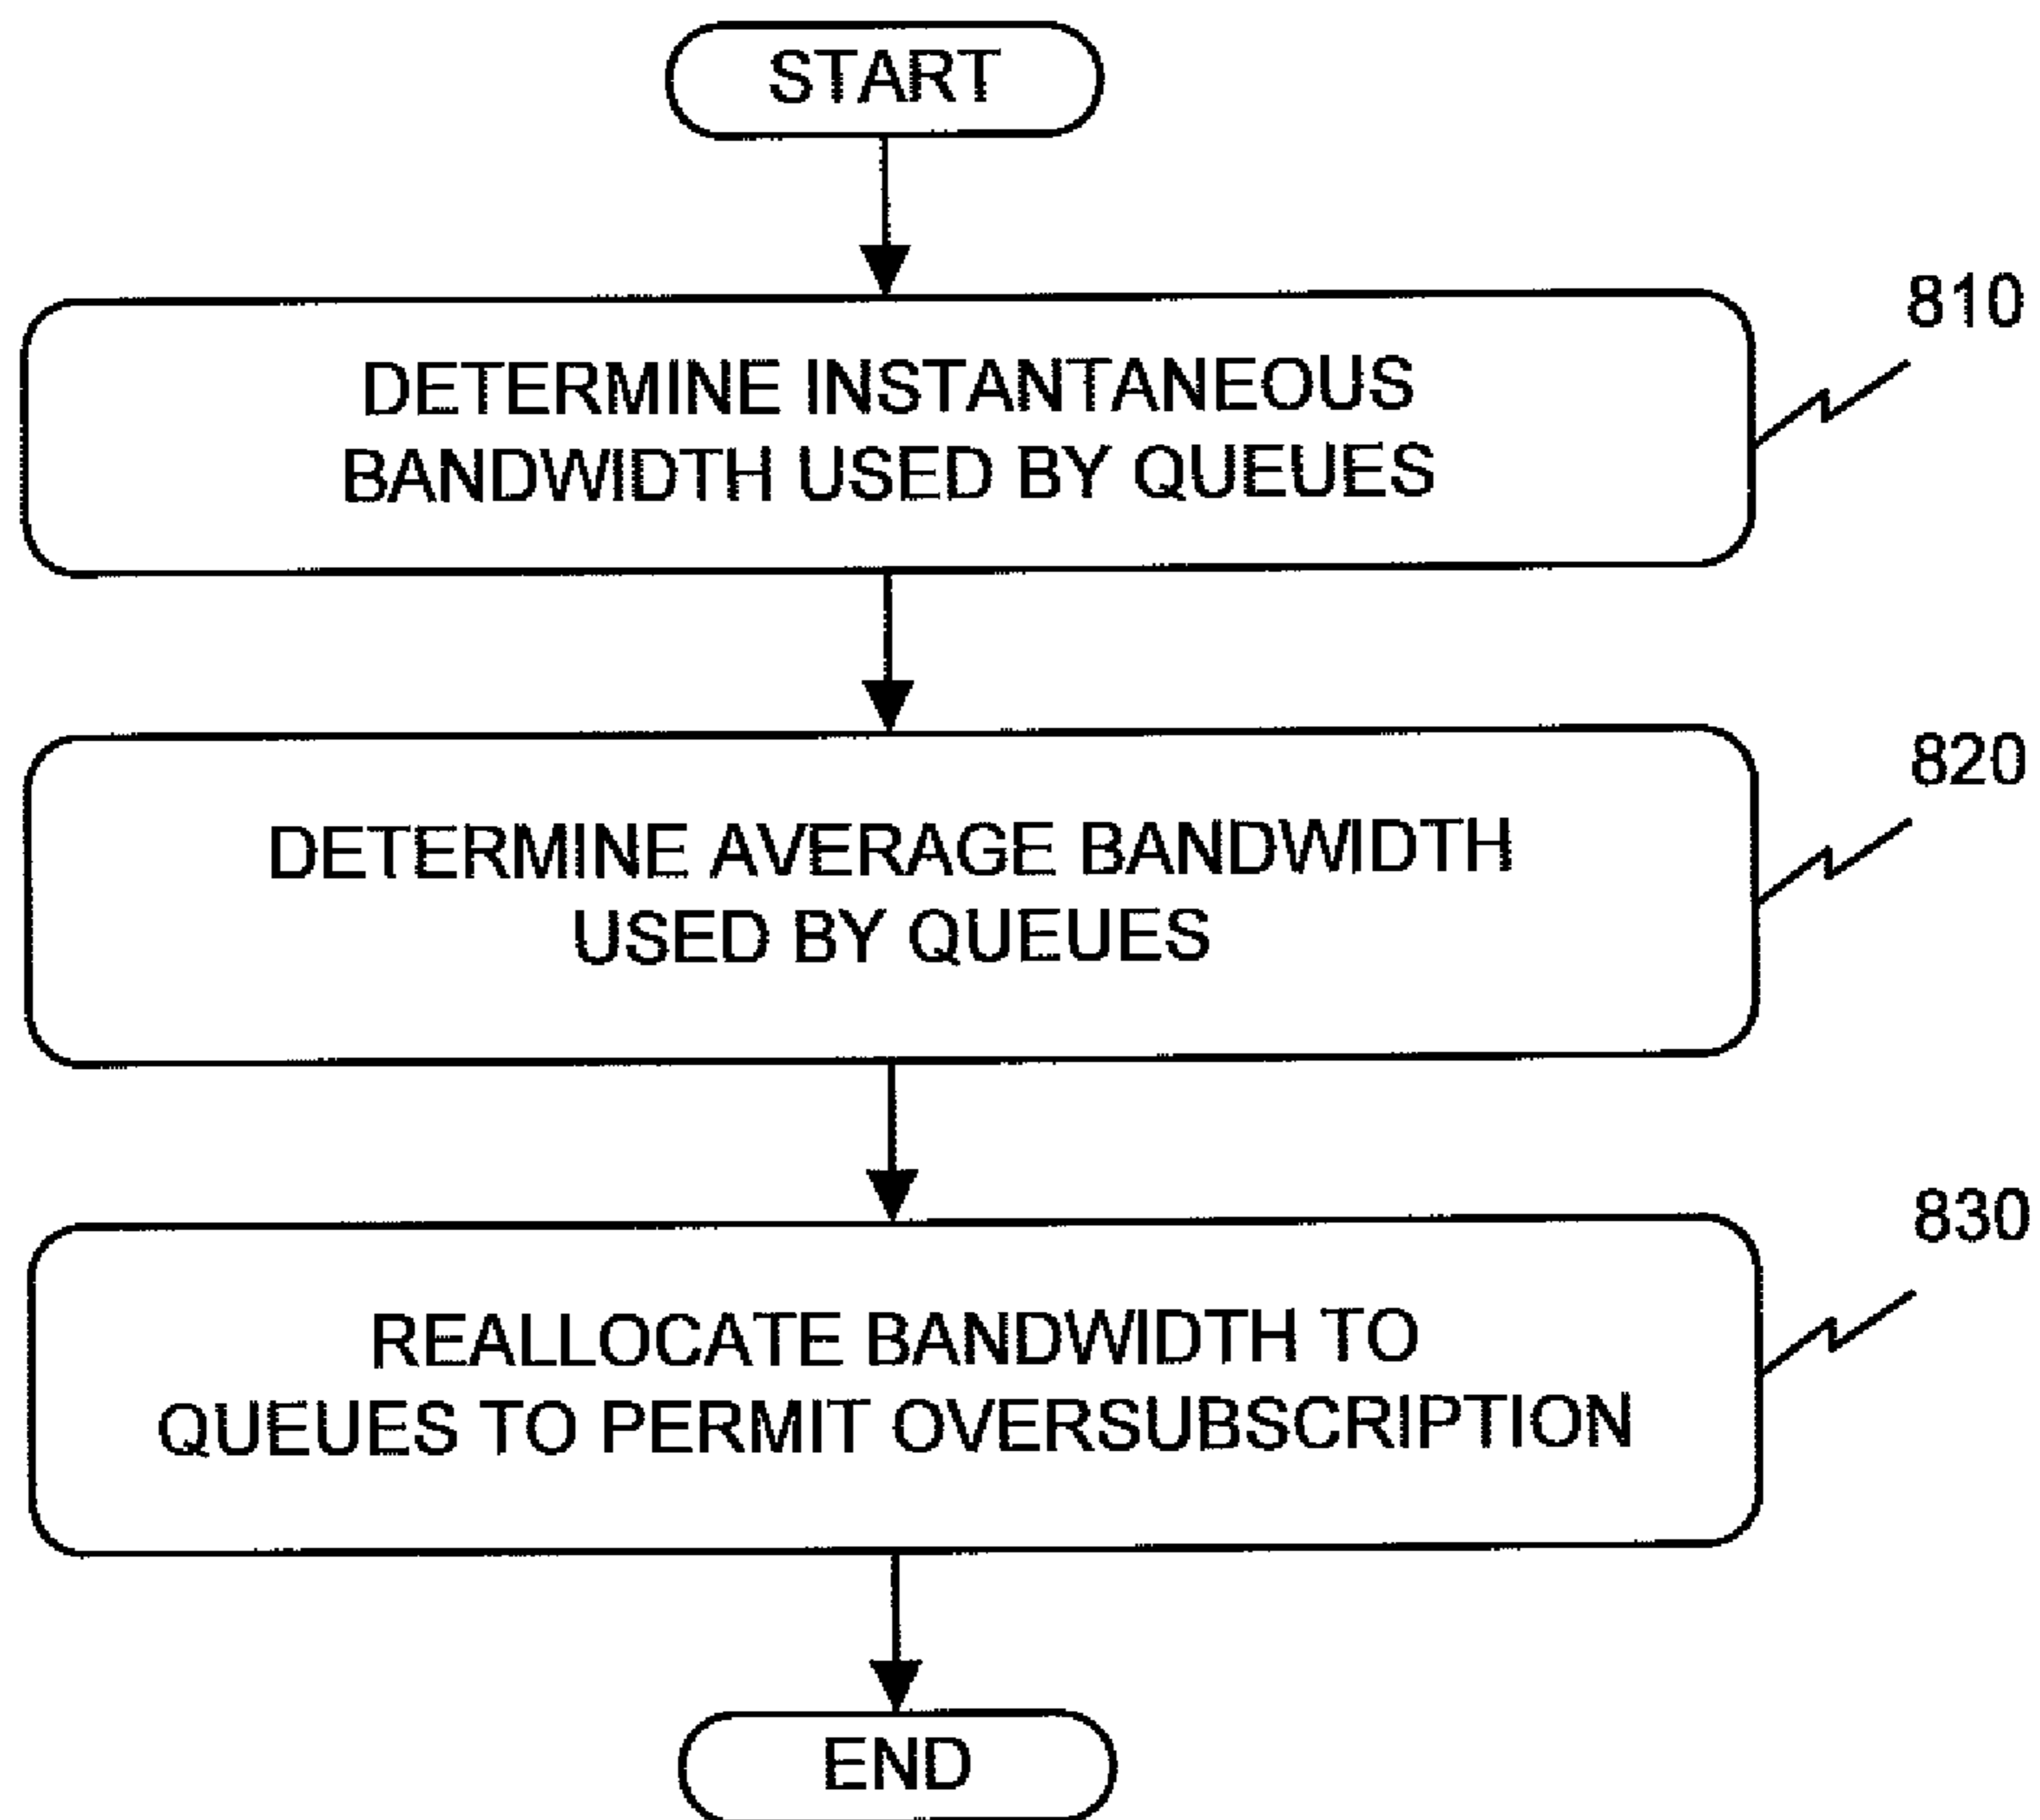 START
810
DETERMINE INSTANTANEOUS
BANDWIDTH USED BY QUEUES
820
DETERMINE AVERAGE BANDWIDTH
USED BY QUEUES
830
REALLOCATE BANDWIDTH TO
QUEUES TO PERMIT OVERSUBSCRIPTION
END